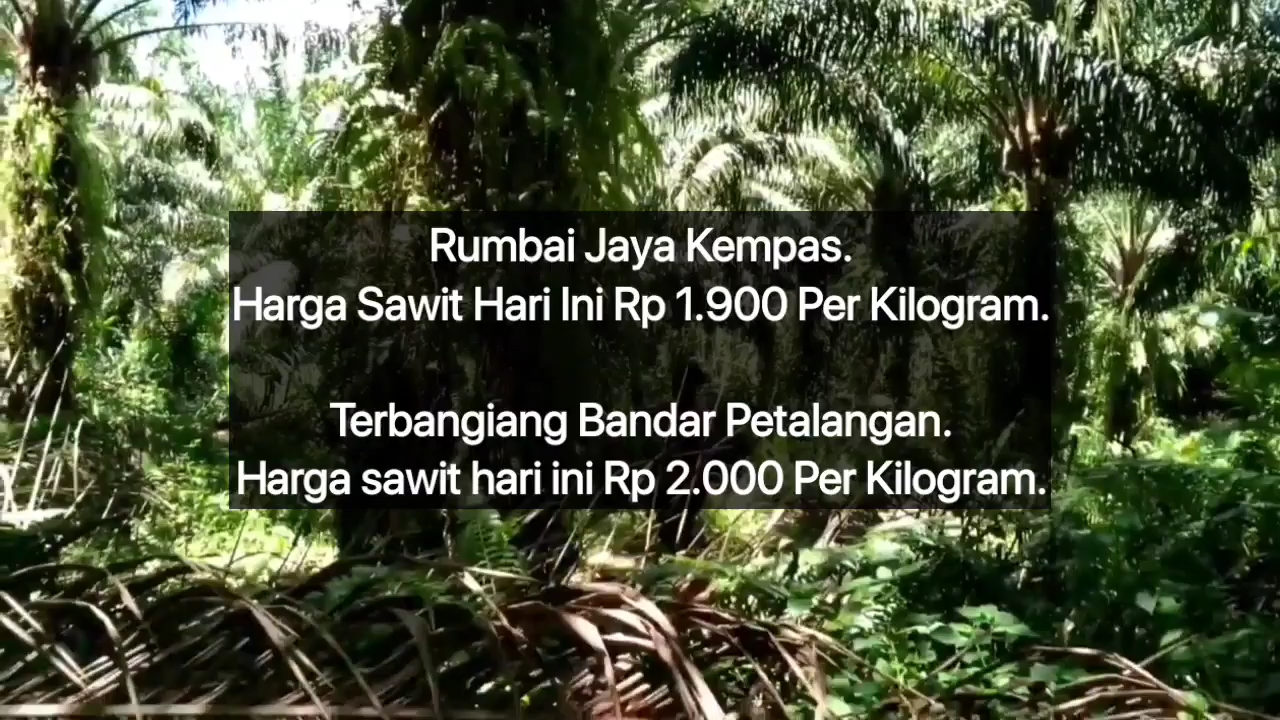 Rumbai Jaya Kempas.
Harga Sawit Hari Ini Rp 1.900 Per Kilogram.
Terbangiang Bandar Petalangan.
Harga sawit hari ini Rp 2.000 Per Kilogram.